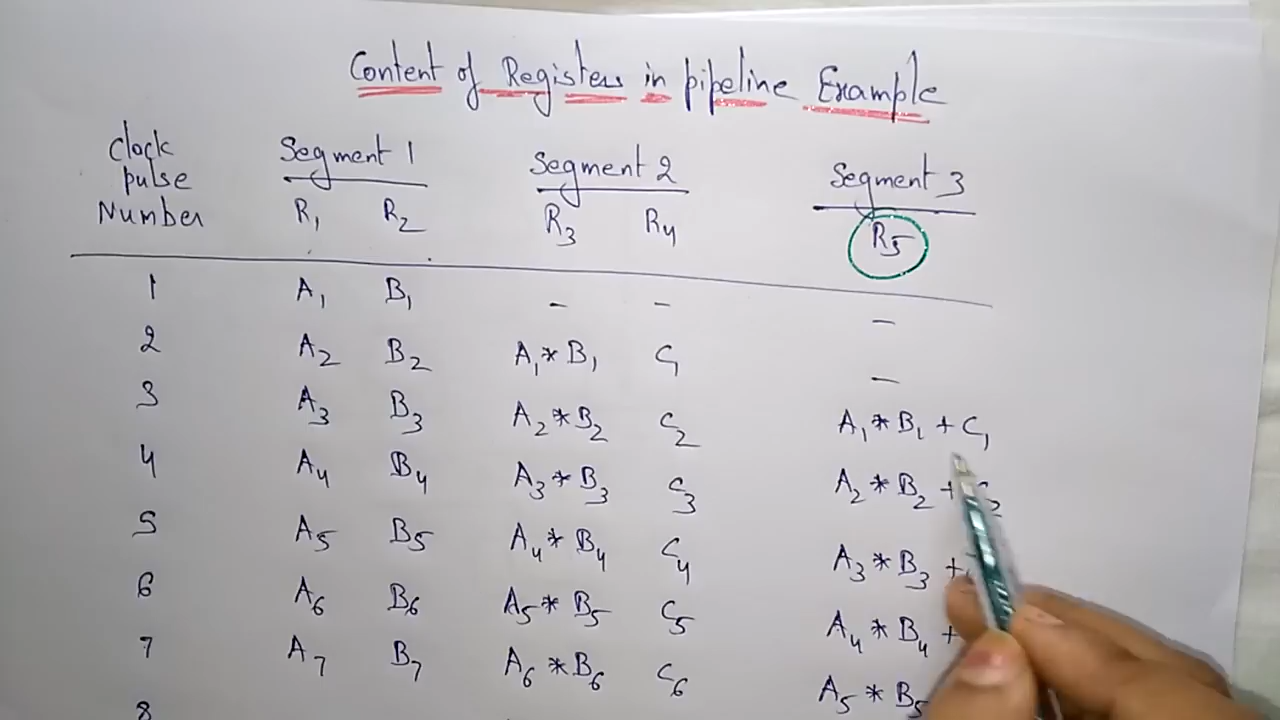 Content of Registers in pipeline Example
Clock pulse Number Segment 1 Segment 2 Segment 3
R1 R2 R3 R4 R5
1 A1 B1 - - -
2 A2 B2 A1 * B1 C1 -
3 A3 B3 A2 * B2 C2 A1 * B1 + C1
4 A4 B4 A3 * B3 C3 A2 * B2 + C2
5 A5 B5 A4 * B4 C4 A3 * B3 +
6 A6 B6 A5 * B5 C5 A4 * B4 +
7 A7 B7 A6 * B6 C6 A5 * B5
8